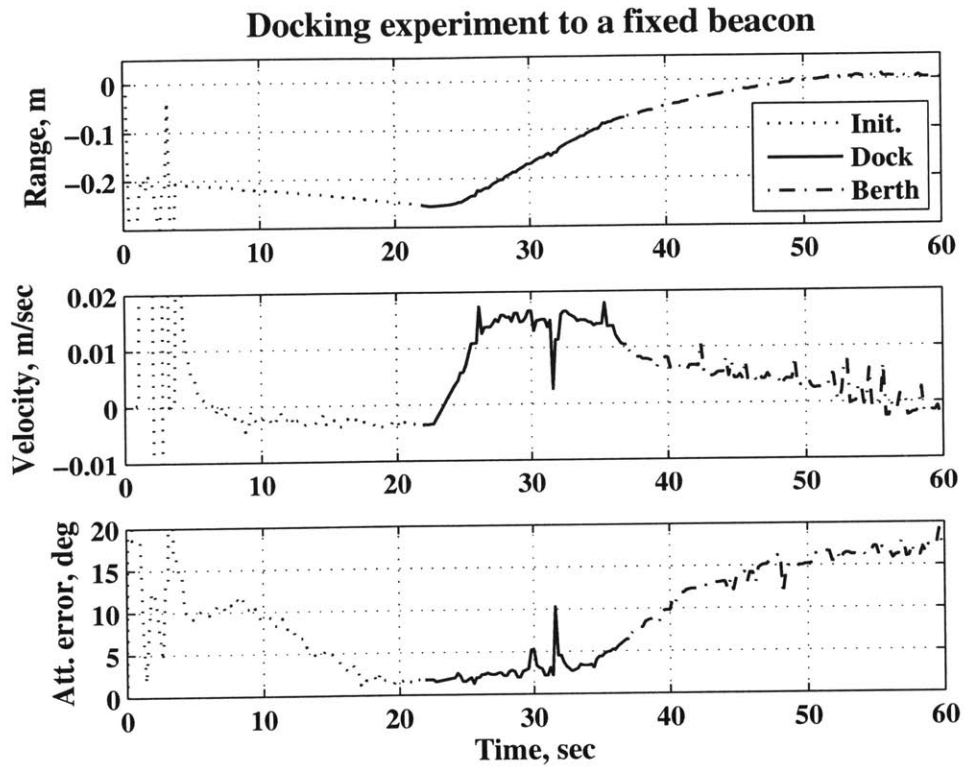 Docking experiment to a fixed beacon
Range, m
0
−0.1
−0.2
Init.
Dock
Berth
0 10 20 30 40 50 60
Velocity, m/sec
0.02
0.01
0
−0.01
0 10 20 30 40 50 60
Att. error, deg
20
15
10
5
0
0 10 20 30 40 50 60
Time, sec